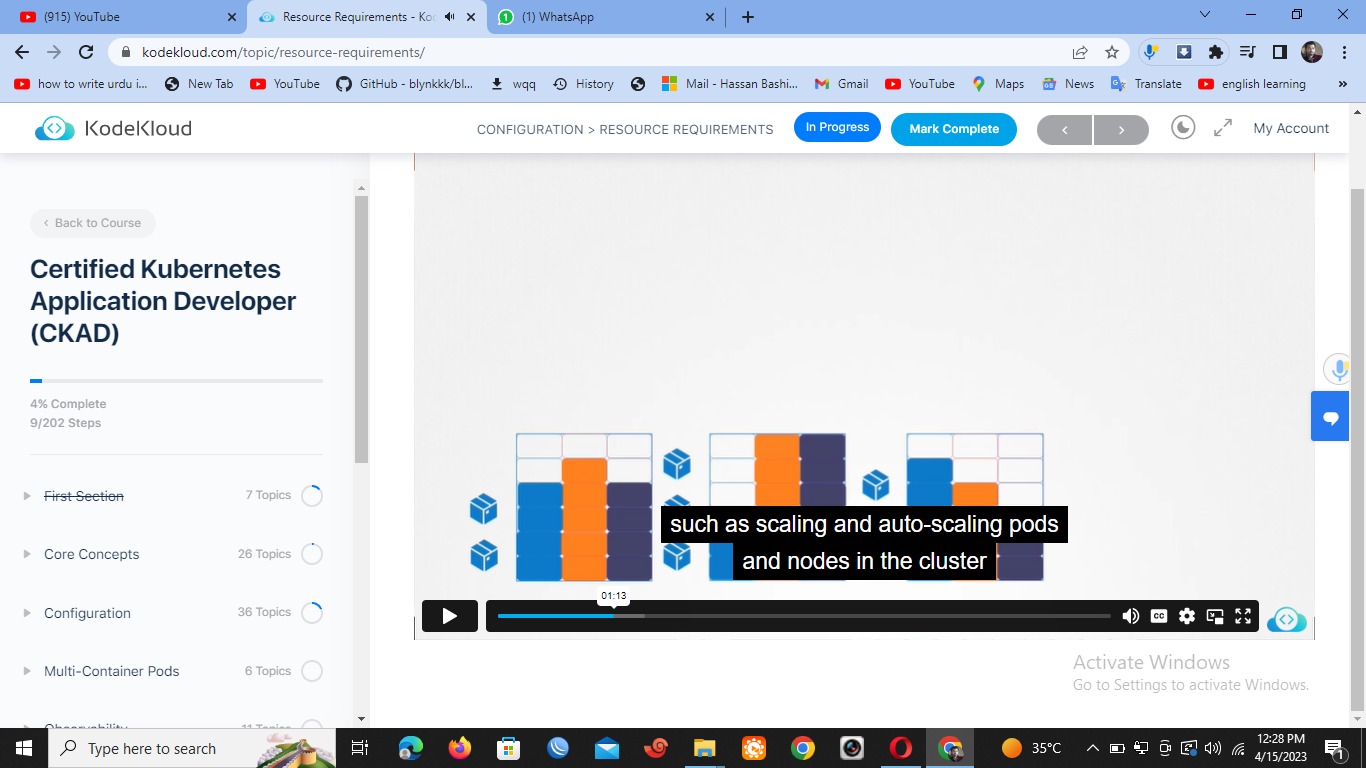 (915) YouTube
Resource Requirements - Ko
(1) WhatsApp
kodekloud.com/topic/resource-requirements/
how to write urdu i...
New Tab
YouTube
GitHub - blynkkk/bl...
wqq
History
Mail - Hassan Bashi...
Gmail
YouTube
Maps
News
Translate
english learning
»
KodeKloud
CONFIGURATION > RESOURCE REQUIREMENTS
In Progress
Mark Complete
My Account
Back to Course
Certified Kubernetes
Application Developer
(CKAD)
4% Complete
9/202 Steps
First Section
7 Topics
Core Concepts
26 Topics
Configuration
36 Topics
Multi-Container Pods
6 Topics
Observability
11 Topics
such as scaling and auto-scaling pods
and nodes in the cluster
01:13
CC
Activate Windows
Go to Settings to activate Windows.
Type here to search
35°C
12:28 PM
4/15/2023
1